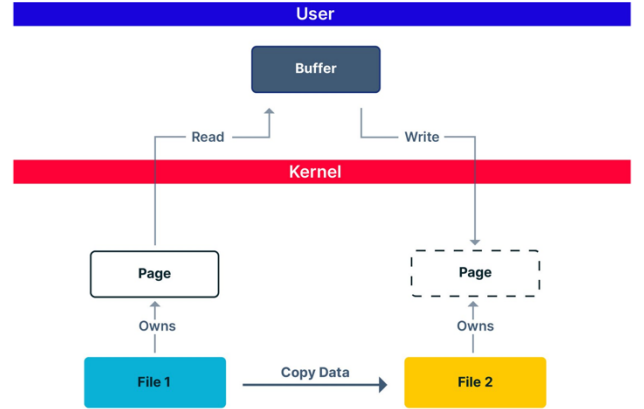 User
Buffer
Read
Write
Kernel
Page
Page
Owns
Owns
File 1
Copy Data
File 2